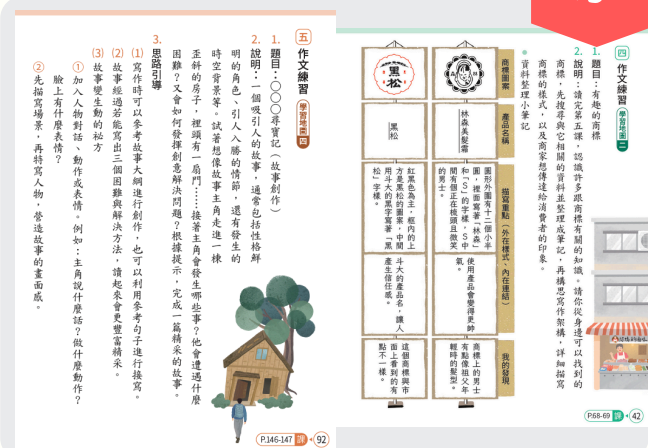 四 作文練習 學習地圖 二
1. 題目：有趣的商標
2. 說明：讀完第五課，認識許多跟商標有關的知識。請你從身邊可以找到的
商標，先搜尋與它相關的資料並整理成筆記，再構思寫作架構，詳細描寫
商標的樣式，以及商家想傳達給消費者的印象。
資料整理小筆記
商標圖案
產品名稱
描寫重點（外在樣式、內在連結）
我的發現
林森美髮霜
圓形外圍有十二個小半
圓，裡面寫著「林森」
和「S」的字樣，S中
間有個正在梳頭且微笑
的男士。
使用產品會變得更帥
氣。
商標上的男士
有點像祖父年
輕時的髮型。
黑松
黑松
紅黑色為主，框內的上
方是黑松的圖案，中間
用斗大的黑字寫著「黑
松」字樣。
斗大的產品名，讓人
產生信任感。
這個商標與市
面上看到的有
點不一樣。
P.68-69 課 42
五 作文練習 學習地圖 四
1. 題目：○○○尋寶記（故事創作）
2. 說明：一個吸引人的故事，通常包括性格鮮
明的角色、引人入勝的情節，還有發生的
時空背景等。試著想像故事主角走進一棟
歪斜的房子，裡頭有一扇門……接著主角會發生哪些事？他會遭遇什麼
困難？又會如何發揮創意解決問題？根據提示，完成一篇精采的故事。
3. 思路引導
(1) 寫作時可以參考故事大綱進行創作，也可以利用參考句子進行接寫。
(2) 故事經過若能寫出三個困難與解決方法，讀起來會更豐富精采。
(3) 故事變生動的祕方
① 加入人物對話、動作或表情。例如：主角說什麼話？做什麼動作？
臉上有什麼表情？
② 先描寫場景，再特寫人物，營造故事的畫面感。
P.146-147 課 92